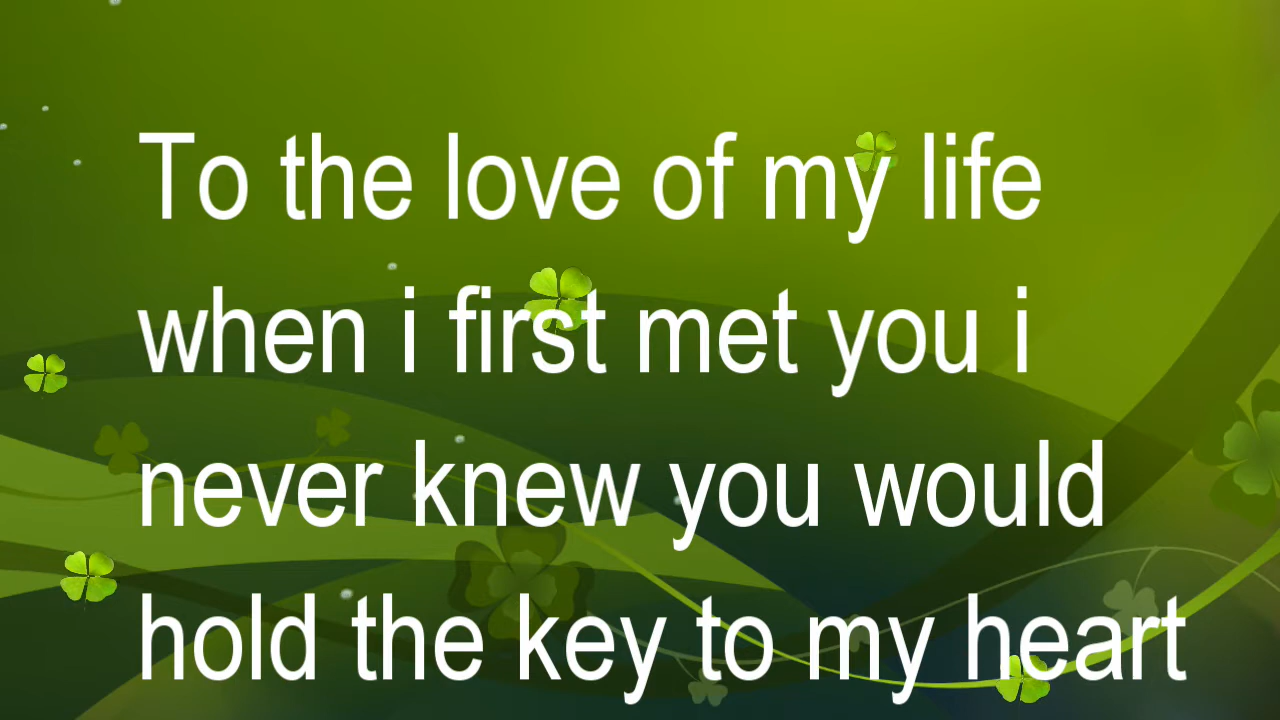 To the love of my life
when i first met you i
never knew you would
hold the key to my heart